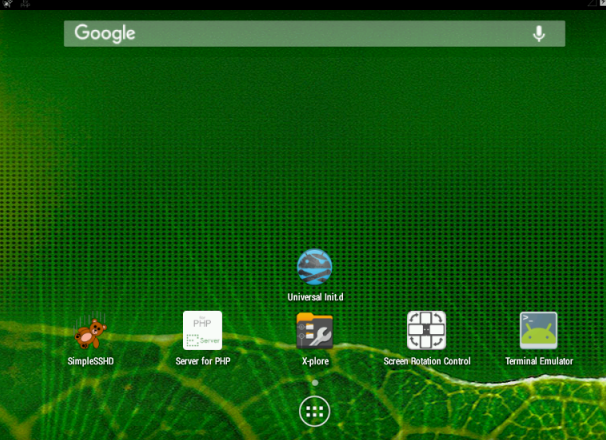 Google
Universal Init.d
PHP
Server
>_
SimpleSSHD
Server for PHP
X-plore
Screen Rotation Control
Terminal Emulator